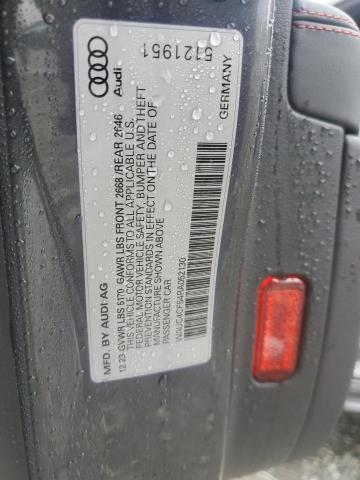 Audi
5121951
GERMANY
MFD. BY AUDI AG
12.23 GVWR LBS 5170 GAWR LBS FRONT 2668 /REAR 2646
THIS VEHICLE CONFORMS TO ALL APPLICABLE U.S.
FEDERAL MOTOR VEHICLE SAFETY, BUMPER AND THEFT
PREVENTION STANDARDS IN EFFECT ON THE DATE OF
MANUFACTURE SHOWN ABOVE
PASSENGER CAR
WAUDACF54RA052130